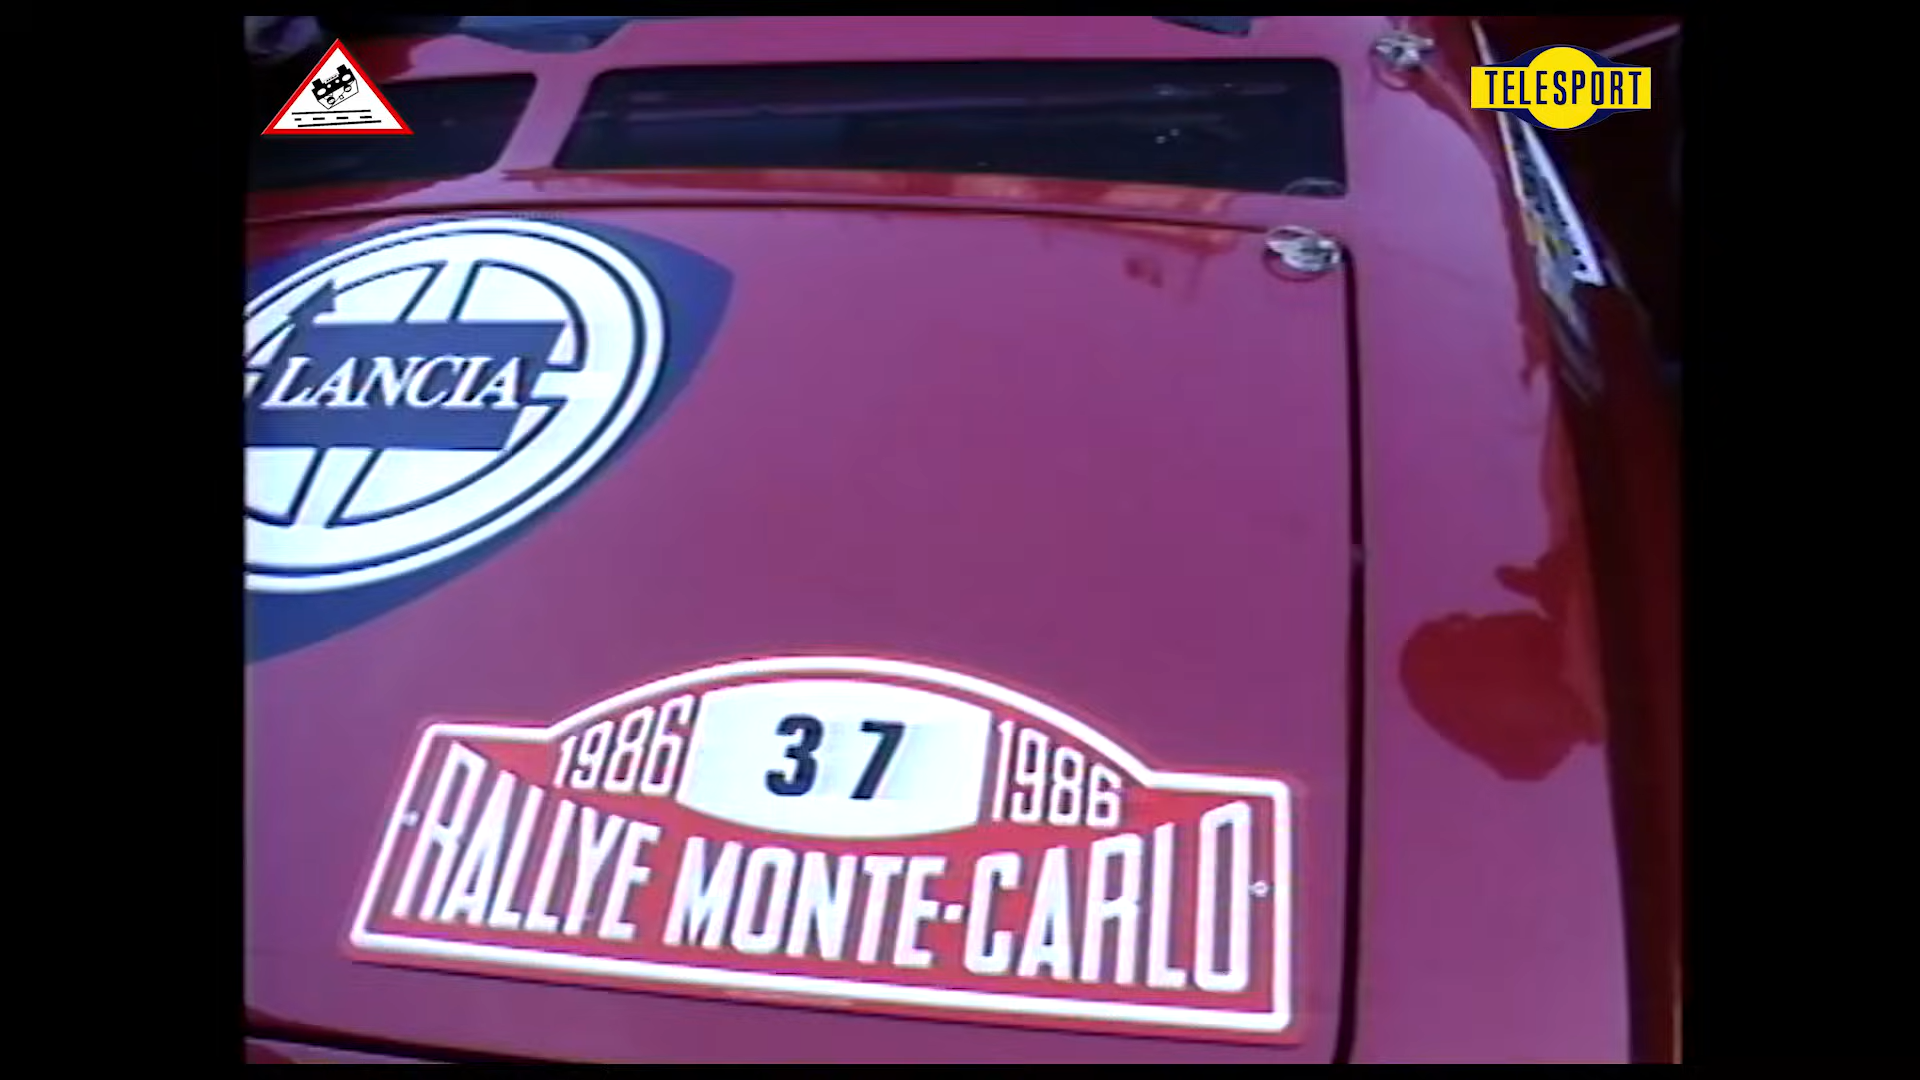 TELESPORT
LANCIA
1986 37 1986
RALLYE MONTE-CARLO